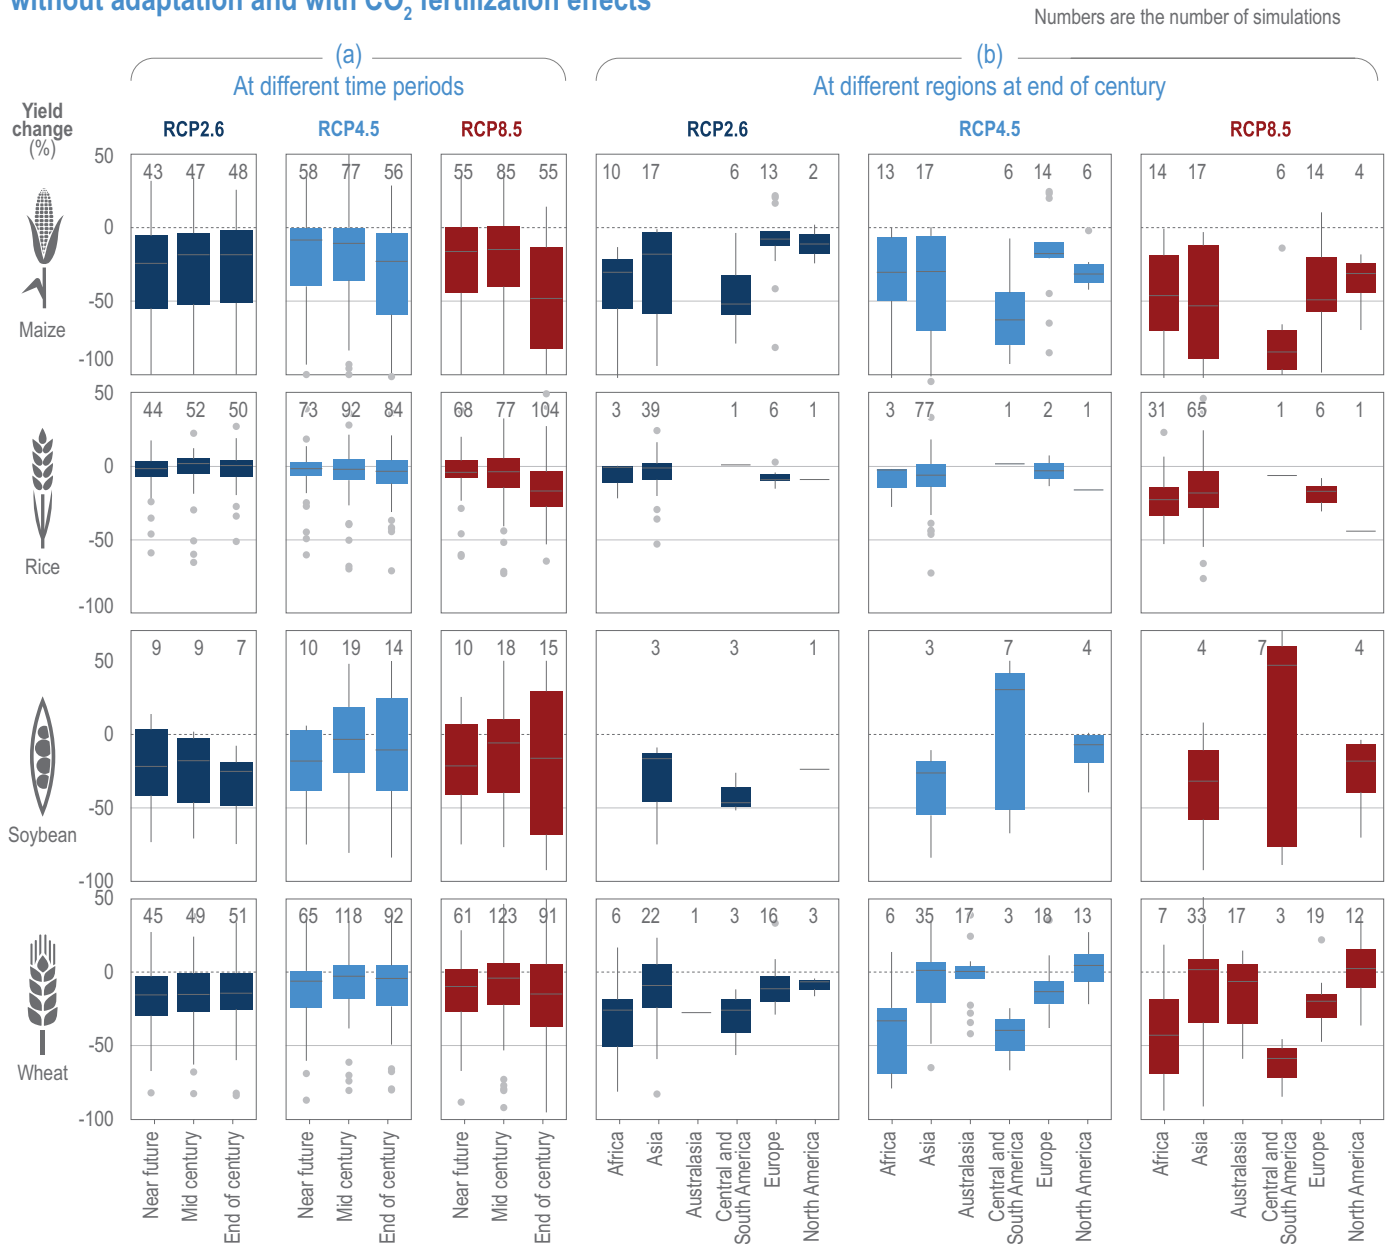 without adaptation and with CO2 fertilization effects
Numbers are the number of simulations
(a)
At different time periods
(b)
At different regions at end of century
Yield
change
(%)
RCP2.6 RCP4.5 RCP8.5 RCP2.6 RCP4.5 RCP8.5
50
0
-50
-100
Maize
43 47 48 58 77 56 55 85 55 10 17 6 13 2 13 17 6 14 6 14 17 6 14 4
50
0
-50
-100
Rice
44 52 50 73 92 84 68 77 104 3 39 1 6 1 3 77 1 2 1 31 65 1 6 1
50
0
-50
-100
Soybean
9 9 7 10 19 14 10 18 15 3 3 1 3 7 4 4 7 4
50
0
-50
-100
Wheat
45 49 51 65 118 92 61 123 91 6 22 1 3 16 3 6 35 17 3 18 13 7 33 17 3 19 12
Near future
Mid century
End of century
Near future
Mid century
End of century
Near future
Mid century
End of century
Africa
Asia
Australasia
Central and
South America
Europe
North America
Africa
Asia
Australasia
Central and
South America
Europe
North America
Africa
Asia
Australasia
Central and
South America
Europe
North America